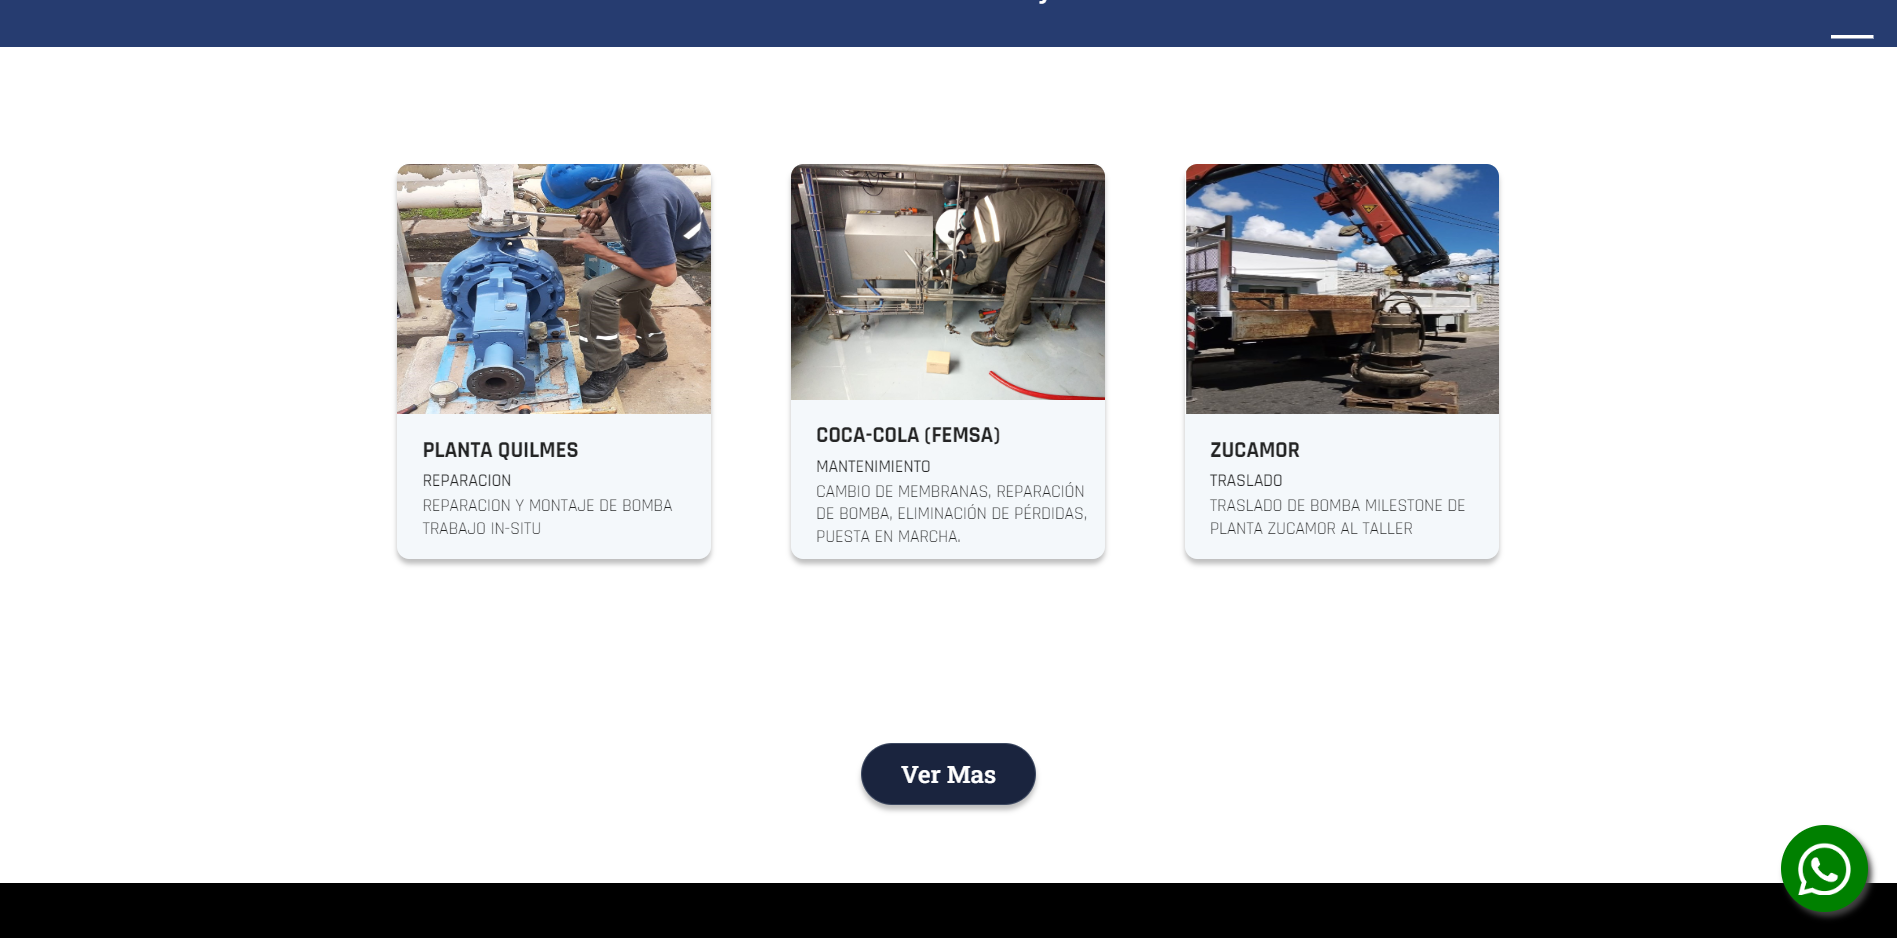 PLANTA QUILMES
REPARACION
REPARACION Y MONTAJE DE BOMBA
TRABAJO IN-SITU
COCA-COLA (FEMSA)
MANTENIMIENTO
CAMBIO DE MEMBRANAS, REPARACIÓN
DE BOMBA, ELIMINACIÓN DE PÉRDIDAS,
PUESTA EN MARCHA.
ZUCAMOR
TRASLADO
TRASLADO DE BOMBA MILESTONE DE
PLANTA ZUCAMOR AL TALLER
Ver Mas